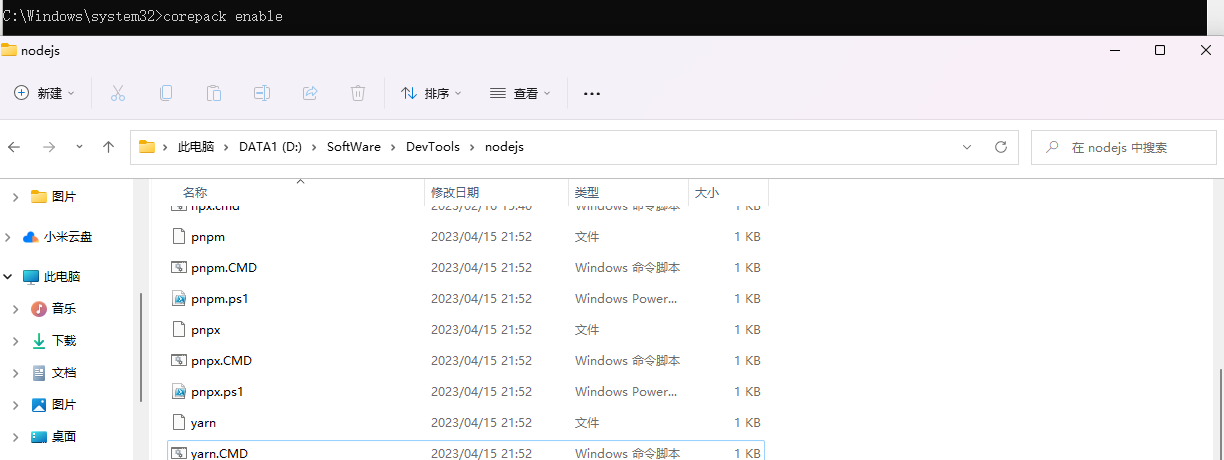 C:\Windows\system32>corepack enable
nodejs
新建 排序 查看 ...
此电脑 DATA1 (D:) SoftWare DevTools nodejs 在 nodejs 中搜索
名称 修改日期 类型 大小
图片
小米云盘
此电脑
音乐
下载
文档
图片
桌面
npx.cmd 2023/02/16 15:46 Windows 命令脚本 1 KB
pnpm 2023/04/15 21:52 文件 1 KB
pnpm.CMD 2023/04/15 21:52 Windows 命令脚本 1 KB
pnpm.ps1 2023/04/15 21:52 Windows Power... 1 KB
pnpx 2023/04/15 21:52 文件 1 KB
pnpx.CMD 2023/04/15 21:52 Windows 命令脚本 1 KB
pnpx.ps1 2023/04/15 21:52 Windows Power... 1 KB
yarn 2023/04/15 21:52 文件 1 KB
yarn.CMD 2023/04/15 21:52 Windows 命令脚本 1 KB